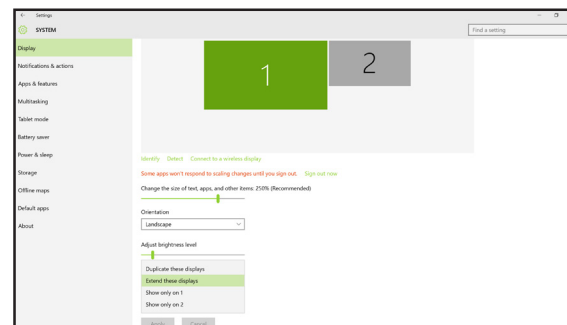 Settings
SYSTEM
Find a setting
Display
Notifications & actions
Apps & features
Multitasking
Tablet mode
Battery saver
Power & sleep
Storage
Offline maps
Default apps
About
1
2
Identify Detect Connect to a wireless display
Some apps won't respond to scaling changes until you sign out. Sign out now
Change the size of text, apps, and other items: 250% (Recommended)
Orientation
Landscape
Adjust brightness level
Duplicate these displays
Extend these displays
Show only on 1
Show only on 2
Apply Cancel